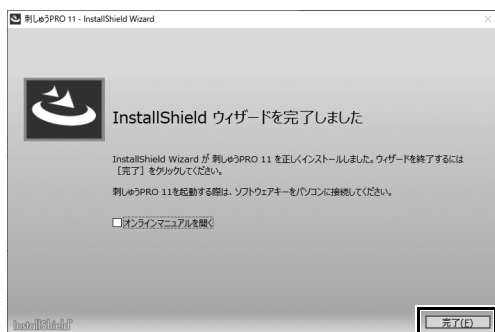 刺しゅうPRO 11 - InstallShield Wizard
InstallShield ウィザードを完了しました
InstallShield Wizard が 刺しゅうPRO 11 を正しくインストールしました。ウィザードを終了するには
［完了］をクリックしてください。
刺しゅうPRO 11を起動する際は、ソフトウェアキーをパソコンに接続してください。
オンラインマニュアルを開く
InstallShield
完了(F)